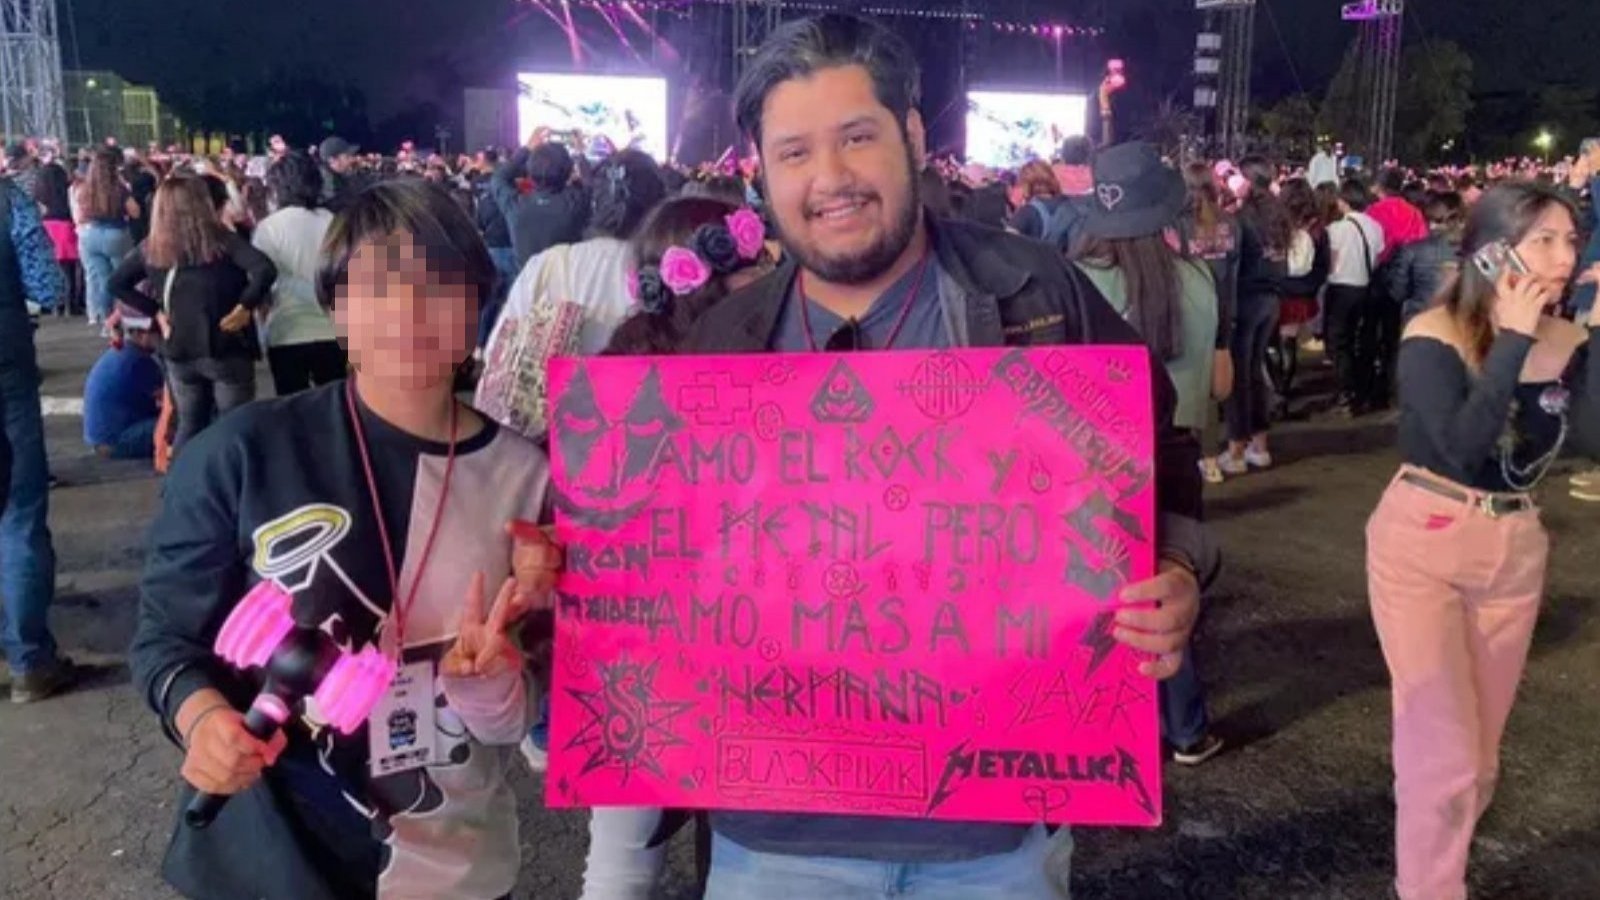 AMO EL ROCK y
EL METAL PERO
IRON
MAIDEN
AMO MÁS A MI
HERMANA
SLAYER
BLACKPINK
METALLICA